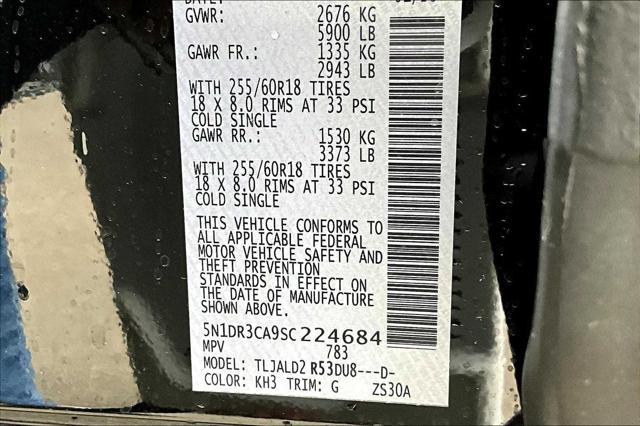 GVWR: 2676 KG
5900 LB
GAWR FR.: 1335 KG
2943 LB
WITH 255/60R18 TIRES
18 X 8.0 RIMS AT 33 PSI
COLD SINGLE
GAWR RR.: 1530 KG
3373 LB
WITH 255/60R18 TIRES
18 X 8.0 RIMS AT 33 PSI
COLD SINGLE
THIS VEHICLE CONFORMS TO
ALL APPLICABLE FEDERAL
MOTOR VEHICLE SAFETY AND
THEFT PREVENTION
STANDARDS IN EFFECT ON
THE DATE OF MANUFACTURE
SHOWN ABOVE.
5N1DR3CA9SC224684
MPV 783
MODEL: TLJALD2 R53DU8---D-
COLOR: KH3 TRIM: G ZS30A